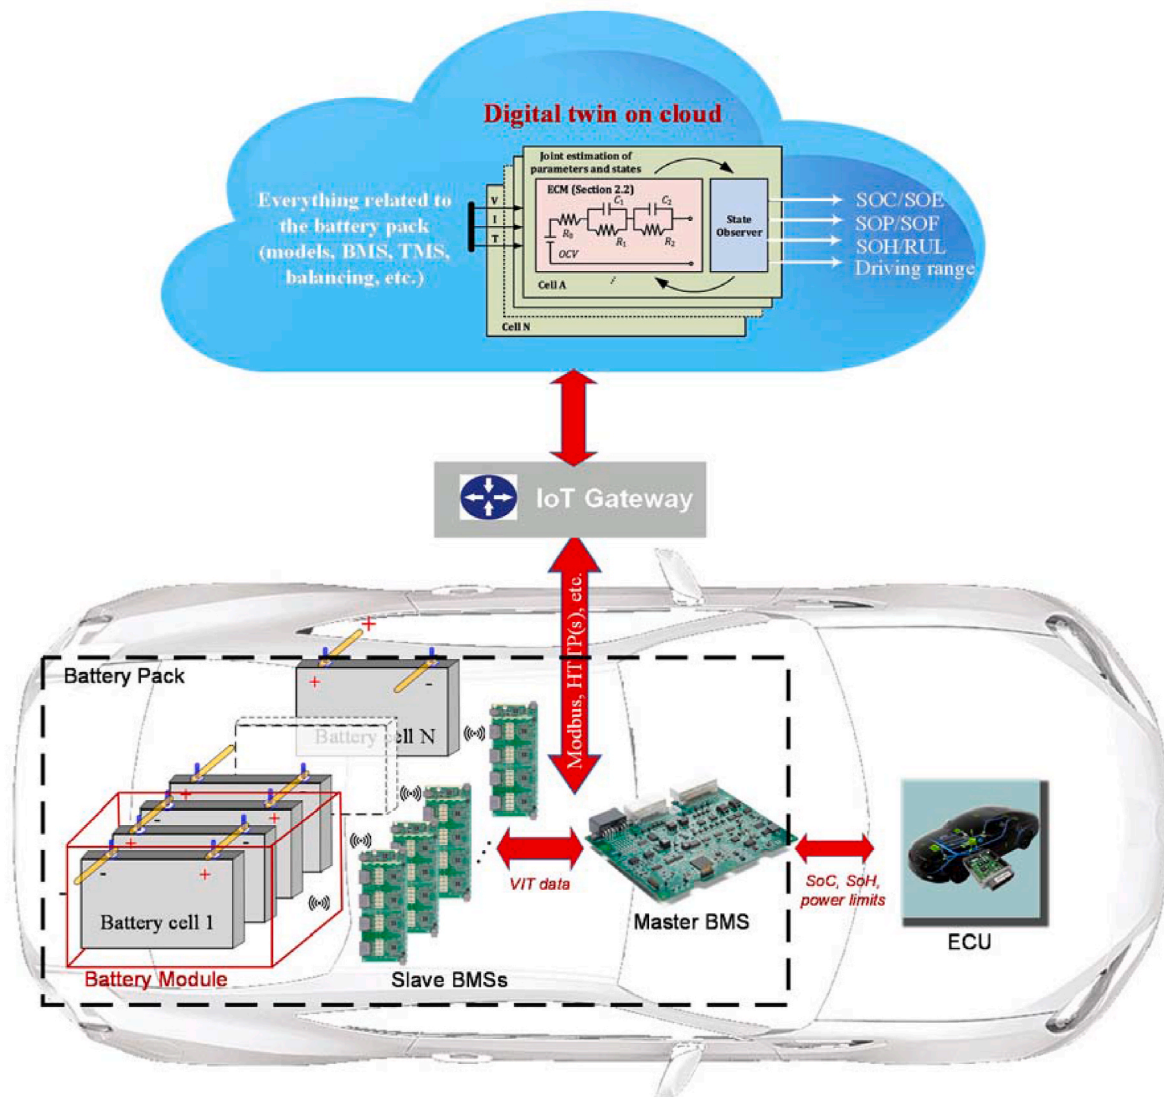 Digital twin on cloud
Everything related to
the battery pack
(models, BMS, TMS,
balancing, etc.)
V
I
T
Joint estimation of
parameters and states
ECM (Section 2.2)
C1
C2
R0
R1
R2
OCV
Cell A
Cell N
State
Observer
SOC/SOE
SOP/SOF
SOH/RUL
Driving range
IoT Gateway
Modbus, HTTP(s), etc.
Battery Pack
+
+
-
Battery cell N
+
-
+
-
-
+
Battery cell 1
Battery Module
Slave BMSs
VIT data
Master BMS
SoC, SoH,
power limits
ECU